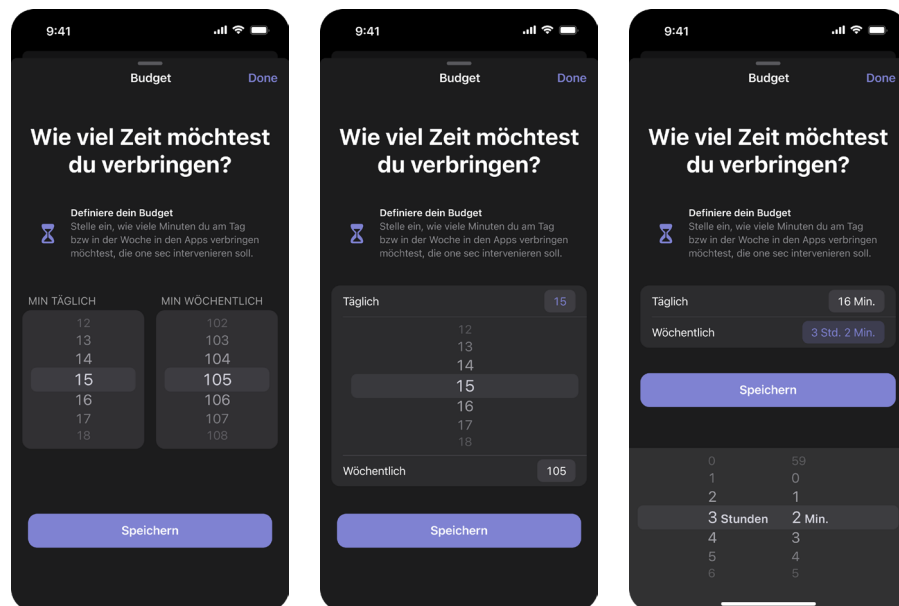 9:41
Budget
Done
Wie viel Zeit möchtest
du verbringen?
Definiere dein Budget
Stelle ein, wie viele Minuten du am Tag
bzw in der Woche in den Apps verbringen
möchtest, die one sec intervenieren soll.
MIN TÄGLICH
12
13
14
15
16
17
18
MIN WÖCHENTLICH
102
103
104
105
106
107
108
Speichern
9:41
Budget
Done
Wie viel Zeit möchtest
du verbringen?
Definiere dein Budget
Stelle ein, wie viele Minuten du am Tag
bzw in der Woche in den Apps verbringen
möchtest, die one sec intervenieren soll.
Täglich 15
12
13
14
15
16
17
18
Wöchentlich 105
Speichern
9:41
Budget
Done
Wie viel Zeit möchtest
du verbringen?
Definiere dein Budget
Stelle ein, wie viele Minuten du am Tag
bzw in der Woche in den Apps verbringen
möchtest, die one sec intervenieren soll.
Täglich 16 Min.
Wöchentlich 3 Std. 2 Min.
Speichern
0 59
1 0
2 1
3 Stunden 2 Min.
4 3
5 4
6 5